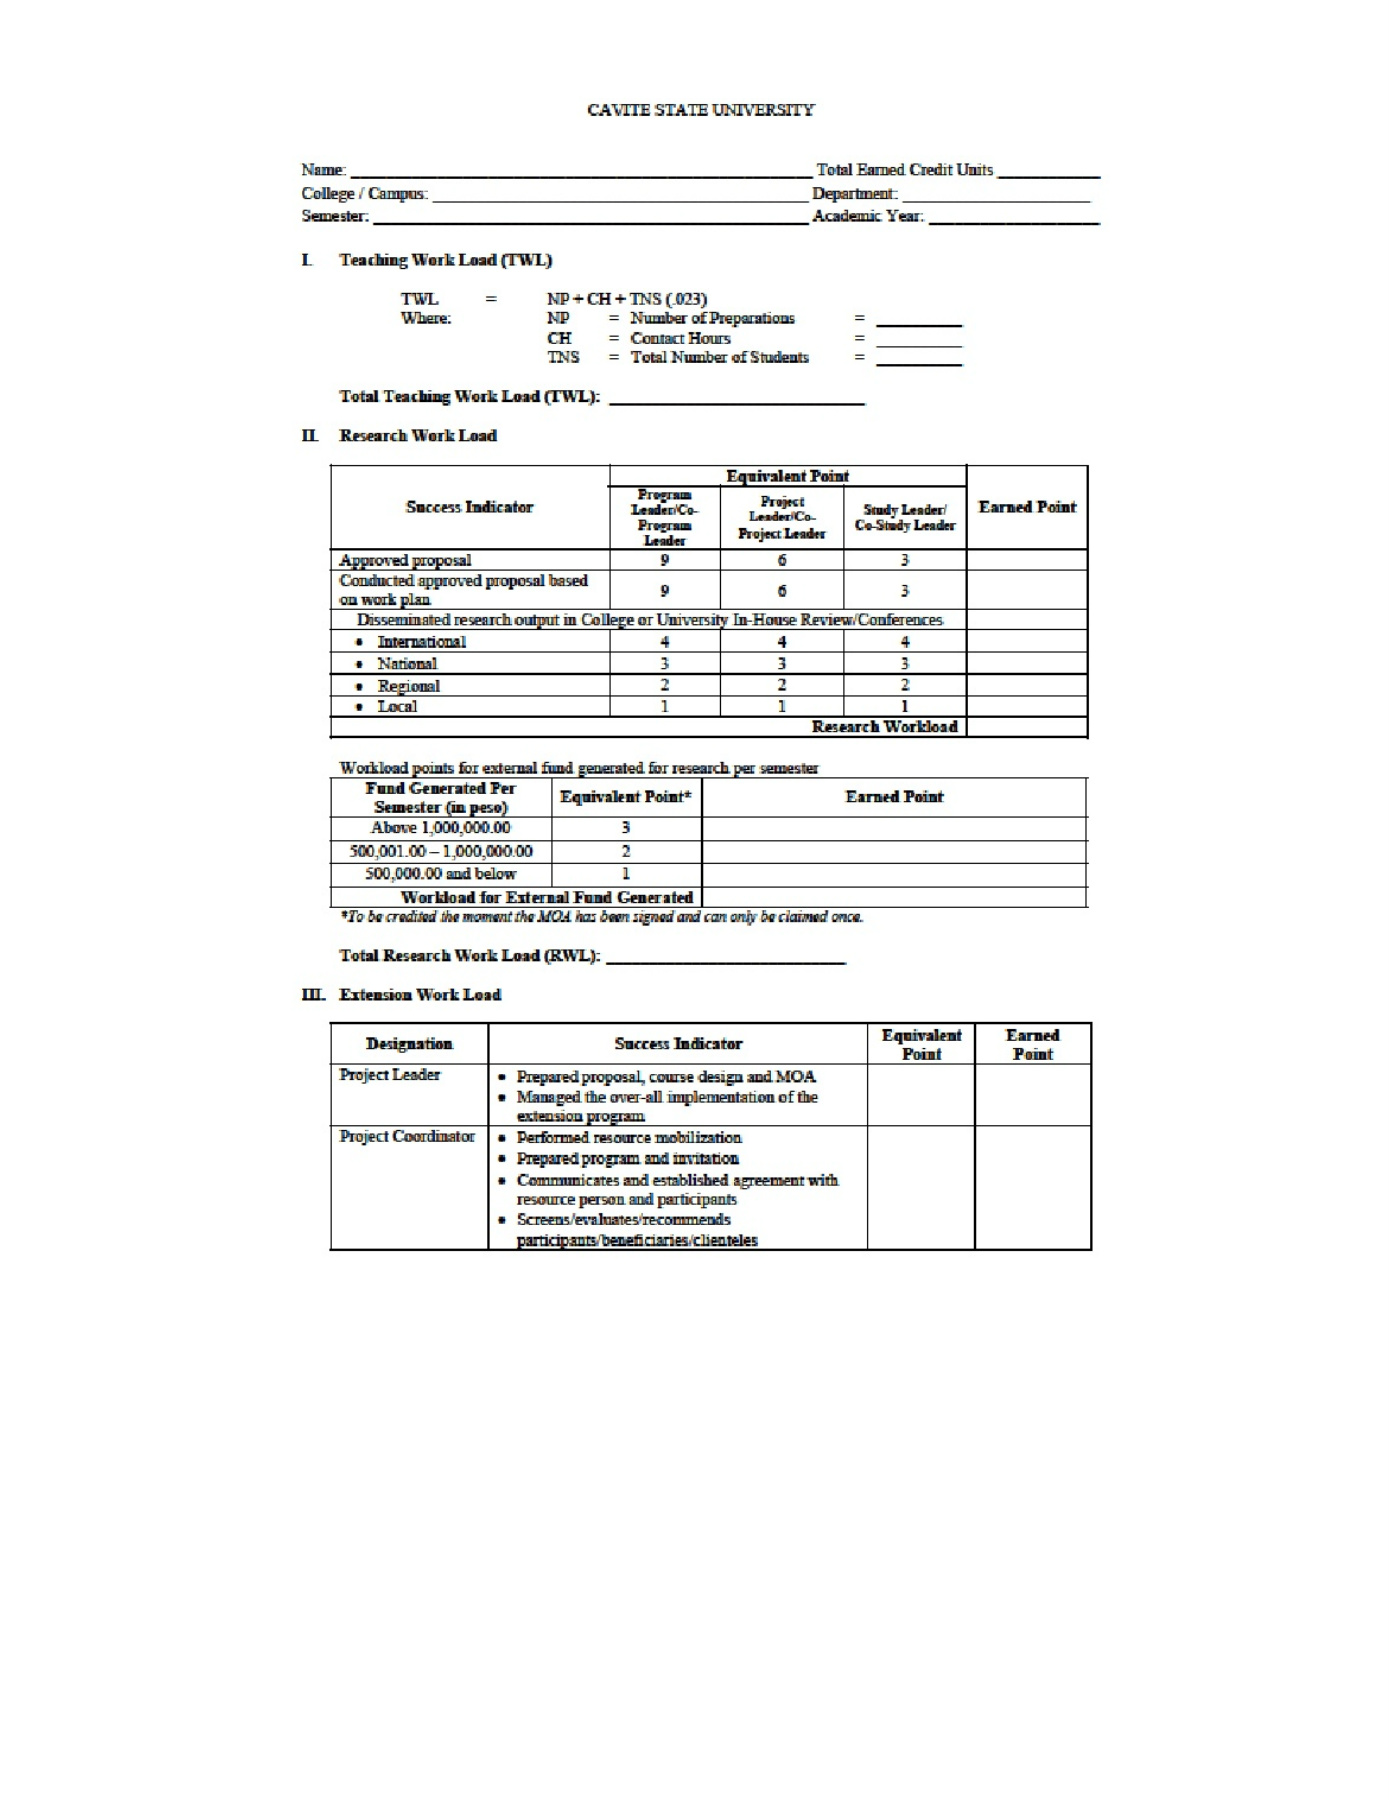 CAVITE STATE UNIVERSITY
Name: ____________________ Total Earned Credit Units __________
College / Campus: ____________________ Department: __________
Semester: ____________________ Academic Year: __________
I. Teaching Work Load (TWL)
TWL = NP + CH + TNS (.023)
Where: NP = Number of Preparations = ________
CH = Contact Hours = ________
TNS = Total Number of Students = ________
Total Teaching Work Load (TWL): ____________________
II. Research Work Load
Success Indicator Equivalent Point Earned Point
Program Leader/Co-Program Leader Project Leader/Co-Project Leader Study Leader/ Co-Study Leader
Approved proposal 9 6 3
Conducted approved proposal based
on work plan 9 6 3
Disseminated research output in College or University In-House Review/Conferences
• International 4 4 4
• National 3 3 3
• Regional 2 2 2
• Local 1 1 1
Research Workload
Workload points for external fund generated for research per semester
Fund Generated Per
Semester (in peso) Equivalent Point* Earned Point
Above 1,000,000.00 3
500,001.00 – 1,000,000.00 2
500,000.00 and below 1
Workload for External Fund Generated
*To be credited the moment the MOA has been signed and can only be claimed once.
Total Research Work Load (RWL): ____________________
III. Extension Work Load
Designation Success Indicator Equivalent Point Earned Point
Project Leader • Prepared proposal, course design and MOA
• Managed the over-all implementation of the
extension program
Project Coordinator • Performed resource mobilization
• Prepared program and invitation
• Communicates and established agreement with
resource person and participants
• Screens/evaluates/recommends
participants/beneficiaries/clienteles